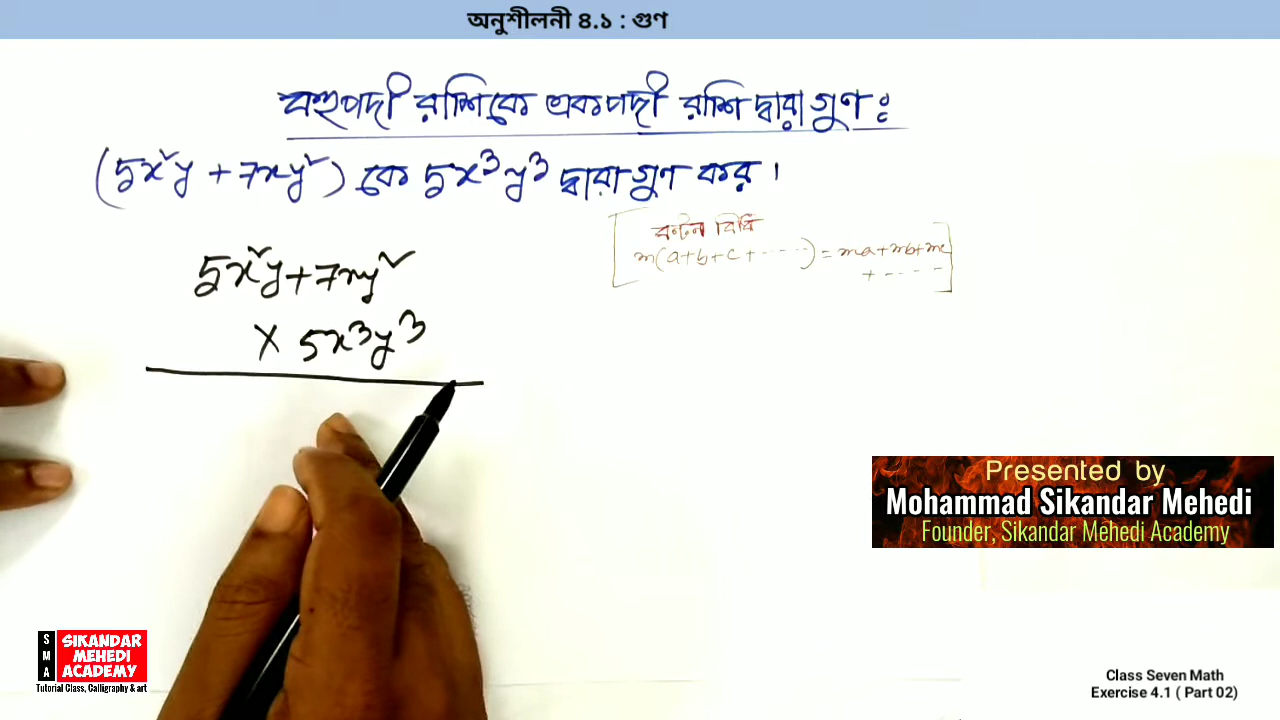 অনুশীলনী ৪.১ : গুণ
বহুপদী রাশিকে একপদী রাশি দ্বারা গুণ ঃ
(5x²y + 7xy²) কে 5x³y³ দ্বারা গুণ কর ।
বন্টন বিধি
m(a+b+c+ ······) = ma+mb+mc
+ - - - -
5x²y+7xy²
× 5x³y³
Presented by
Mohammad Sikandar Mehedi
Founder, Sikandar Mehedi Academy
S M A
SIKANDAR
MEHEDI
ACADEMY
Tutorial Class, Calligraphy & art
Class Seven Math
Exercise 4.1 ( Part 02)